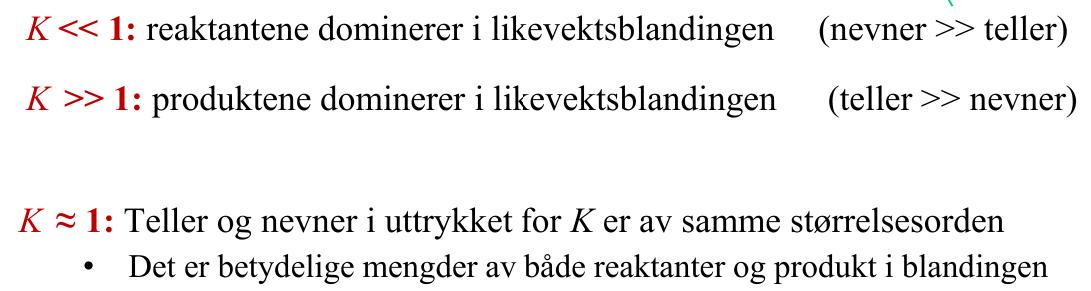 K << 1: reaktantene dominerer i likevektsblandingen (nevner >> teller)
K >> 1: produktene dominerer i likevektsblandingen (teller >> nevner)
K ≈ 1: Teller og nevner i uttrykket for K er av samme størrelsesorden
• Det er betydelige mengder av både reaktanter og produkt i blandingen